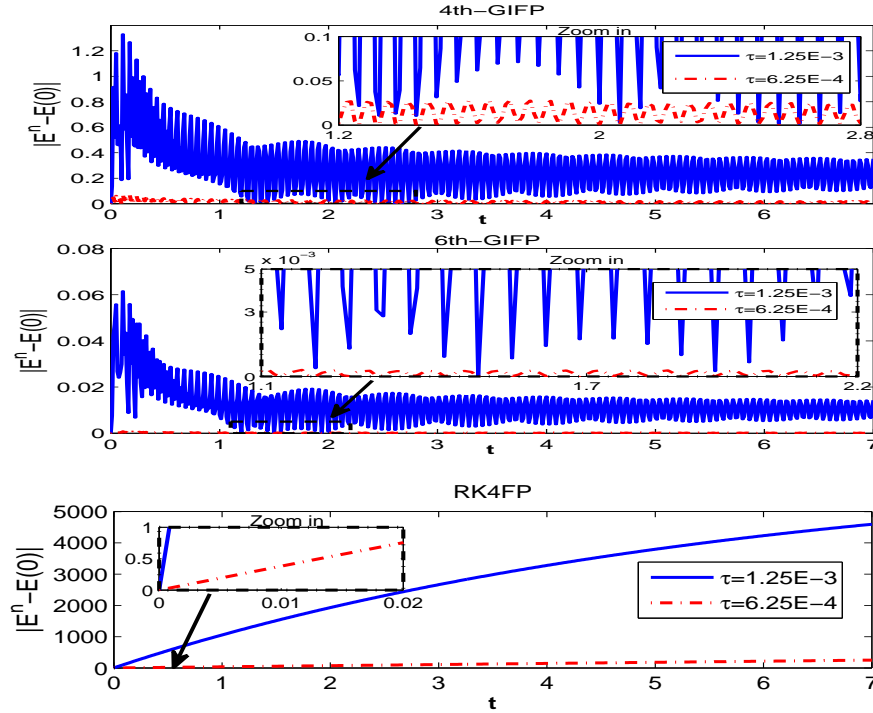 4th-GIFP
|Eⁿ−E(0)|
1.2
1
0.8
0.6
0.4
0.2
0
0 1 2 3 4 5 6 7
t
Zoom in
0.1
0.05
0
1.2 2 2.8
τ=1.25E−3
τ=6.25E−4
6th-GIFP
|Eⁿ−E(0)|
0.08
0.06
0.04
0.02
0
0 1 2 3 4 5 6 7
t
Zoom in
x 10⁻³
5
3
0
1.1 1.7 2.2
τ=1.25E−3
τ=6.25E−4
RK4FP
|Eⁿ−E(0)|
5000
4000
3000
2000
1000
0
0 1 2 3 4 5 6 7
t
Zoom in
1
0.5
0
0 0.01 0.02
τ=1.25E−3
τ=6.25E−4